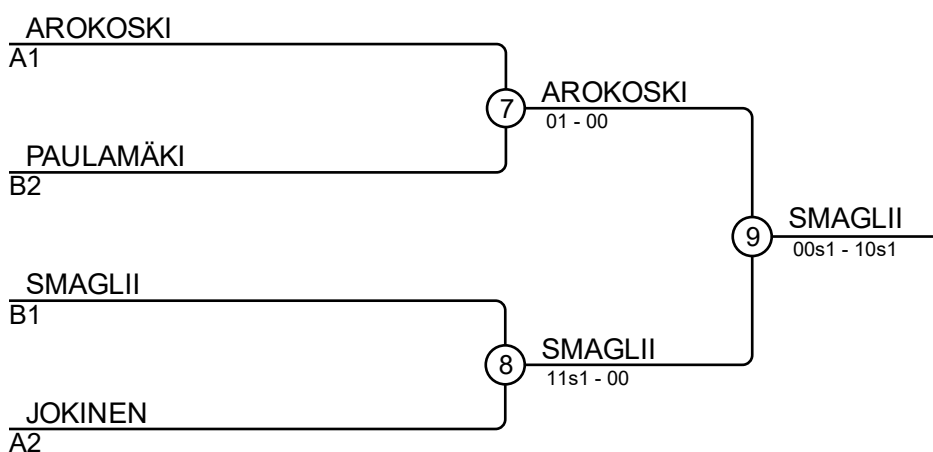 AROKOSKI
A1
7
AROKOSKI
01 - 00
PAULAMÄKI
B2
9
SMAGLII
00s1 - 10s1
SMAGLII
B1
8
SMAGLII
11s1 - 00
JOKINEN
A2